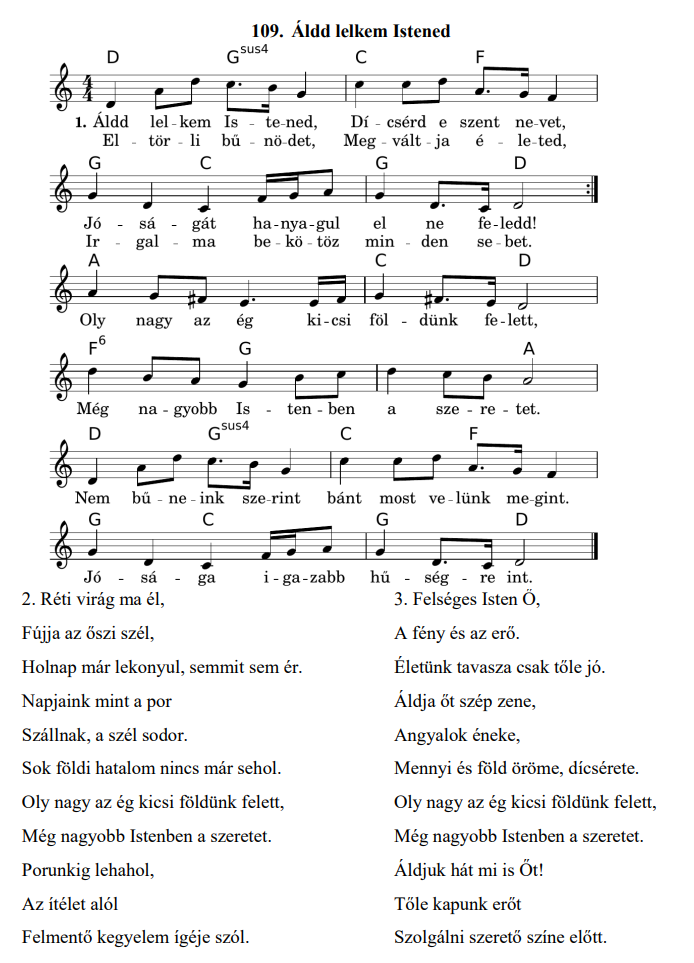 109. Áldd lelkem Istened
D Gsus4 C F
4 4
1. Áldd lel - kem Is - te - ned, Dí - csérd e szent ne - vet,
El - tör - li bű - nö - det, Meg - vált - ja é - le - ted,
G C G D
Jó - sá - gát ha - nya - gul el ne fe - ledd!
Ir - gal - ma be - kö - töz min - den se - bet.
A C D
Oly nagy az ég ki - csi föl - dünk fe - lett,
F6 G A
Még na - gyobb Is - ten - ben a sze - re - tet.
D Gsus4 C F
Nem bű - ne - ink sze - rint bánt most ve - lünk me - gint.
G C G D
Jó - sá - ga i - ga - zabb hű - ség - re int.
2. Réti virág ma él,
Fújja az őszi szél,
Holnap már lekonyul, semmit sem ér.
Napjaink mint a por
Szállnak, a szél sodor.
Sok földi hatalom nincs már sehol.
Oly nagy az ég kicsi földünk felett,
Még nagyobb Istenben a szeretet.
Porunkig lehahol,
Az ítélet alól
Felmentő kegyelem ígéje szól.
3. Felséges Isten Ő,
A fény és az erő.
Életünk tavasza csak tőle jó.
Áldja őt szép zene,
Angyalok éneke,
Mennyi és föld öröme, dícsérete.
Oly nagy az ég kicsi földünk felett,
Még nagyobb Istenben a szeretet.
Áldjuk hát mi is Őt!
Tőle kapunk erőt
Szolgálni szerető színe előtt.